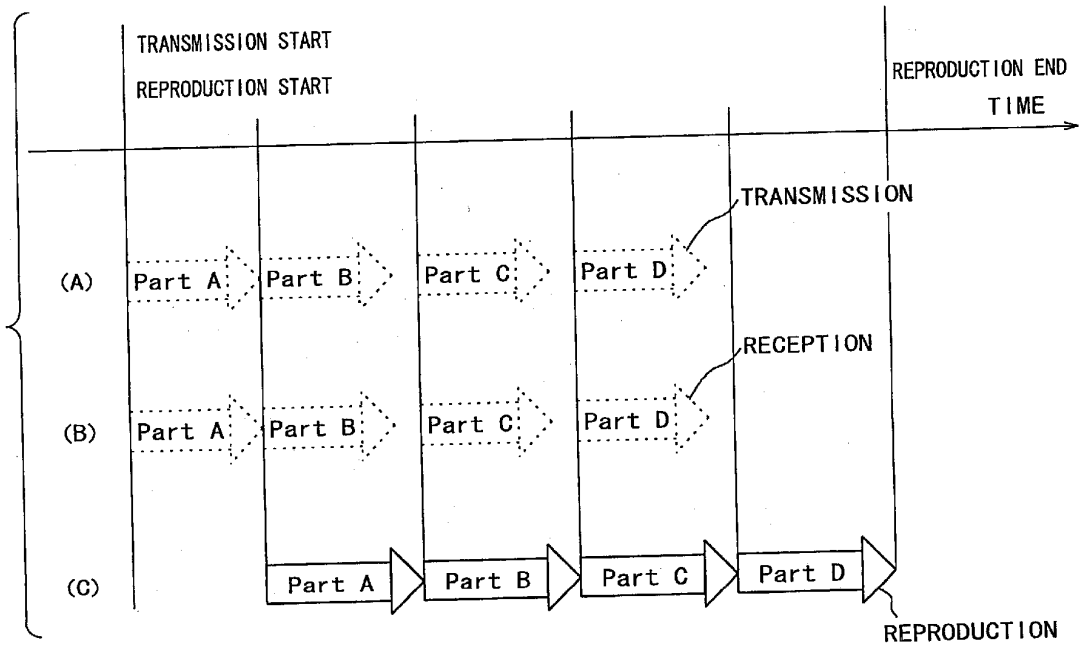 TRANSMISSION START
REPRODUCTION START
REPRODUCTION END
TIME
TRANSMISSION
(A)
Part A
Part B
Part C
Part D
RECEPTION
(B)
Part A
Part B
Part C
Part D
(C)
Part A
Part B
Part C
Part D
REPRODUCTION